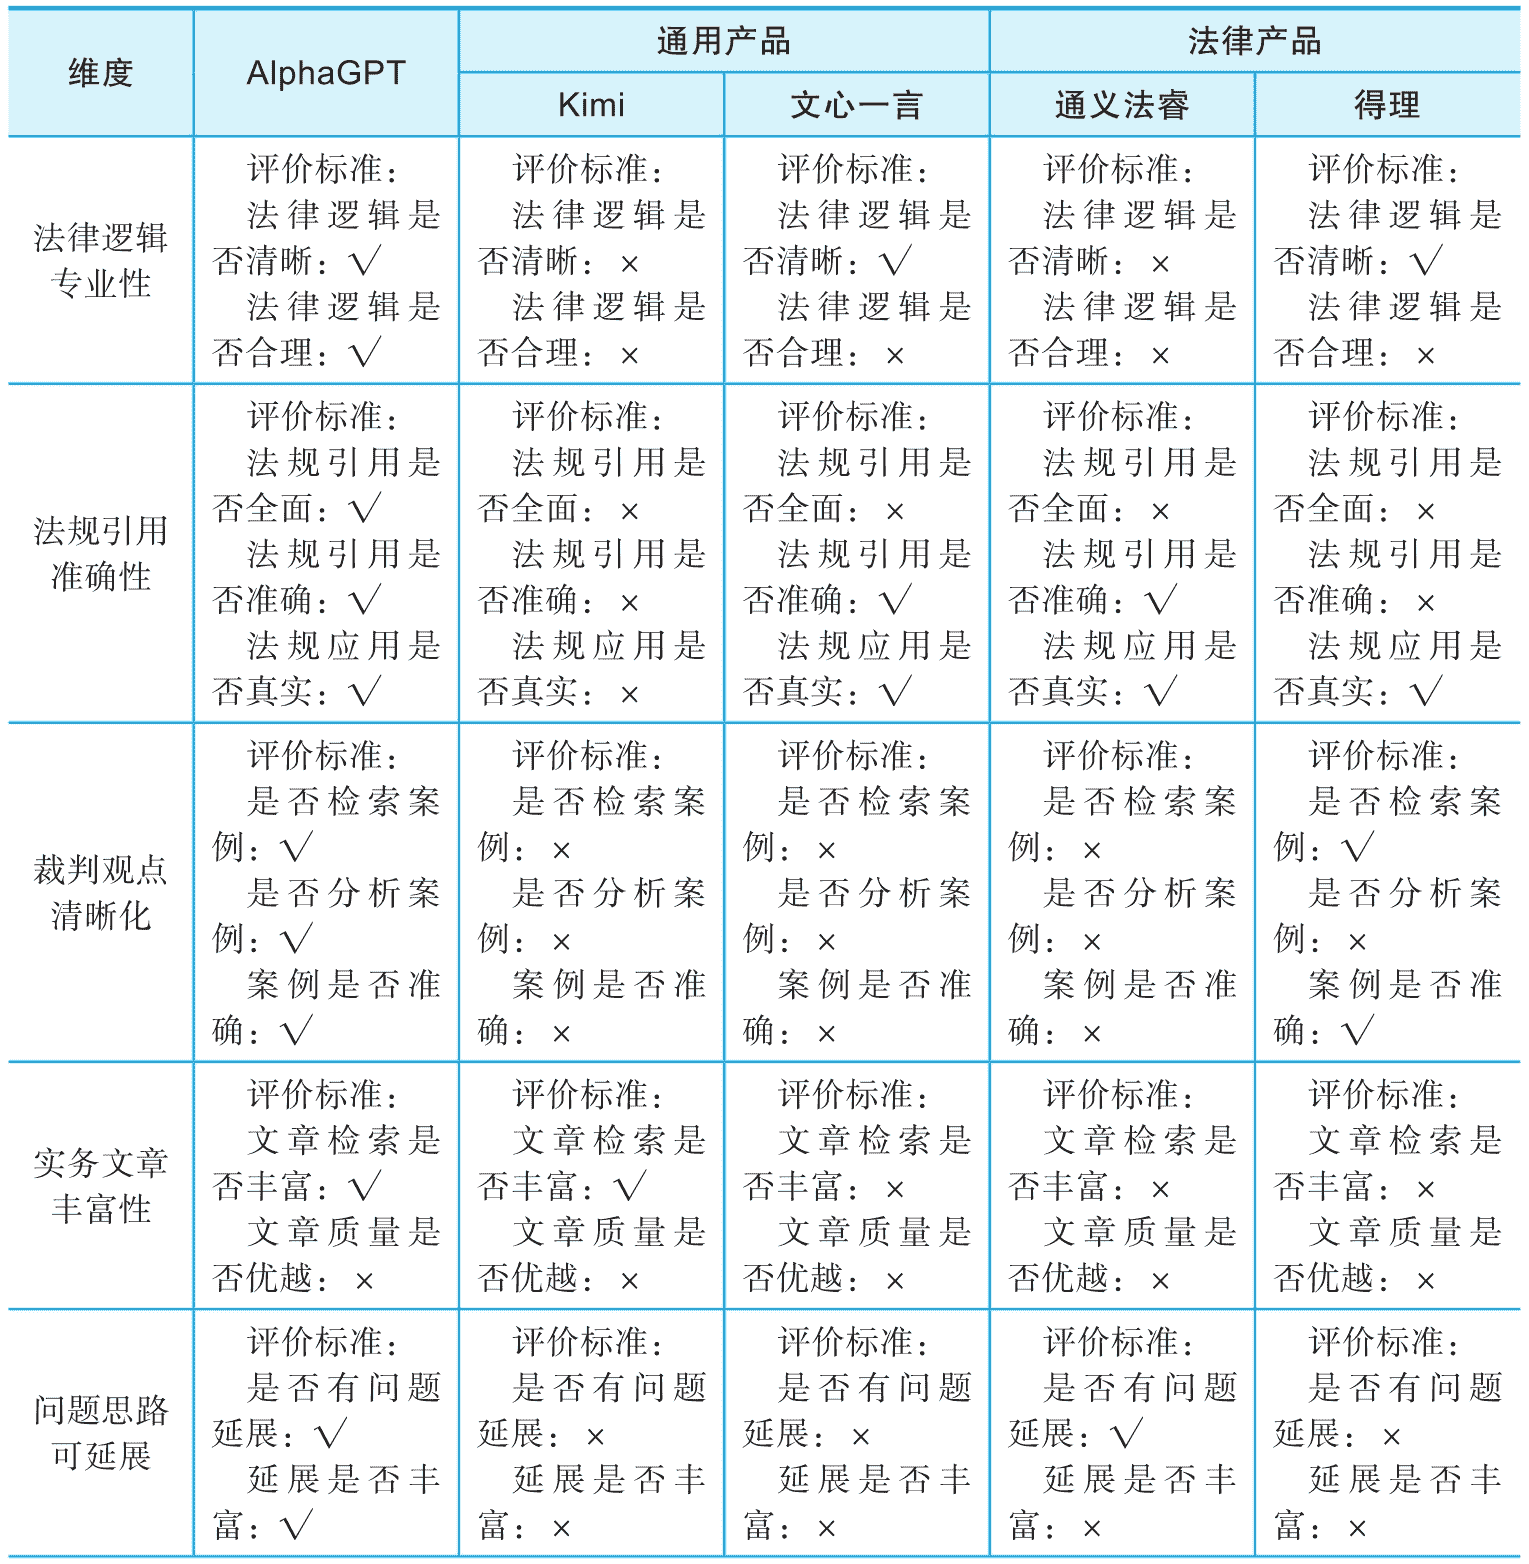 维度
AlphaGPT
通用产品
法律产品
Kimi
文心一言
通义法睿
得理
法律逻辑
专业性
评价标准：
法律逻辑是
否清晰：√
法律逻辑是
否合理：√
评价标准：
法律逻辑是
否清晰：×
法律逻辑是
否合理：×
评价标准：
法律逻辑是
否清晰：√
法律逻辑是
否合理：×
评价标准：
法律逻辑是
否清晰：×
法律逻辑是
否合理：×
评价标准：
法律逻辑是
否清晰：√
法律逻辑是
否合理：×
法规引用
准确性
评价标准：
法规引用是
否全面：√
法规引用是
否准确：√
法规应用是
否真实：√
评价标准：
法规引用是
否全面：×
法规引用是
否准确：×
法规应用是
否真实：×
评价标准：
法规引用是
否全面：×
法规引用是
否准确：√
法规应用是
否真实：√
评价标准：
法规引用是
否全面：×
法规引用是
否准确：√
法规应用是
否真实：√
评价标准：
法规引用是
否全面：×
法规引用是
否准确：×
法规应用是
否真实：√
裁判观点
清晰化
评价标准：
是否检索案
例：√
是否分析案
例：√
案例是否准
确：√
评价标准：
是否检索案
例：×
是否分析案
例：×
案例是否准
确：×
评价标准：
是否检索案
例：×
是否分析案
例：×
案例是否准
确：×
评价标准：
是否检索案
例：×
是否分析案
例：×
案例是否准
确：×
评价标准：
是否检索案
例：√
是否分析案
例：×
案例是否准
确：√
实务文章
丰富性
评价标准：
文章检索是
否丰富：√
文章质量是
否优越：×
评价标准：
文章检索是
否丰富：√
文章质量是
否优越：×
评价标准：
文章检索是
否丰富：×
文章质量是
否优越：×
评价标准：
文章检索是
否丰富：×
文章质量是
否优越：×
评价标准：
文章检索是
否丰富：×
文章质量是
否优越：×
问题思路
可延展
评价标准：
是否有问题
延展：√
延展是否丰
富：√
评价标准：
是否有问题
延展：×
延展是否丰
富：×
评价标准：
是否有问题
延展：×
延展是否丰
富：×
评价标准：
是否有问题
延展：√
延展是否丰
富：×
评价标准：
是否有问题
延展：×
延展是否丰
富：×